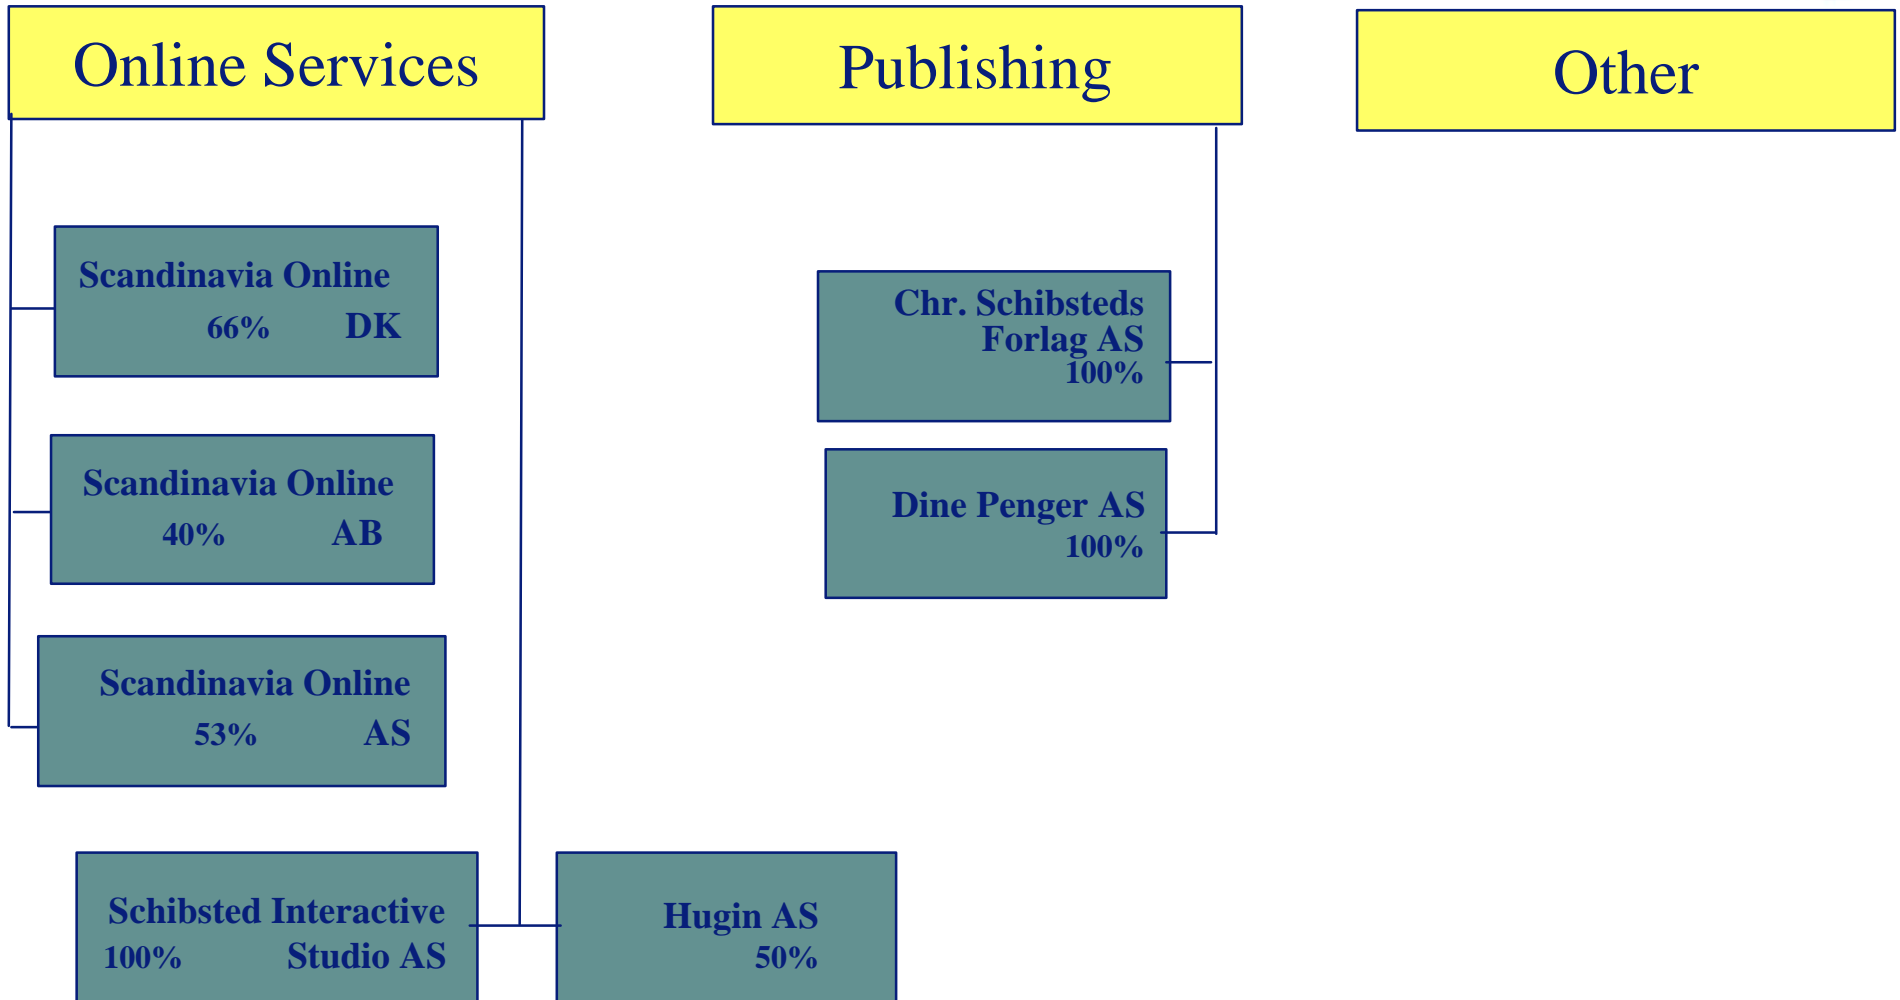 Online Services
Publishing
Other
Scandinavia Online
66% DK
Scandinavia Online
40% AB
Scandinavia Online
53% AS
Schibsted Interactive
100% Studio AS
Hugin AS
50%
Chr. Schibsteds
Forlag AS
100%
Dine Penger AS
100%